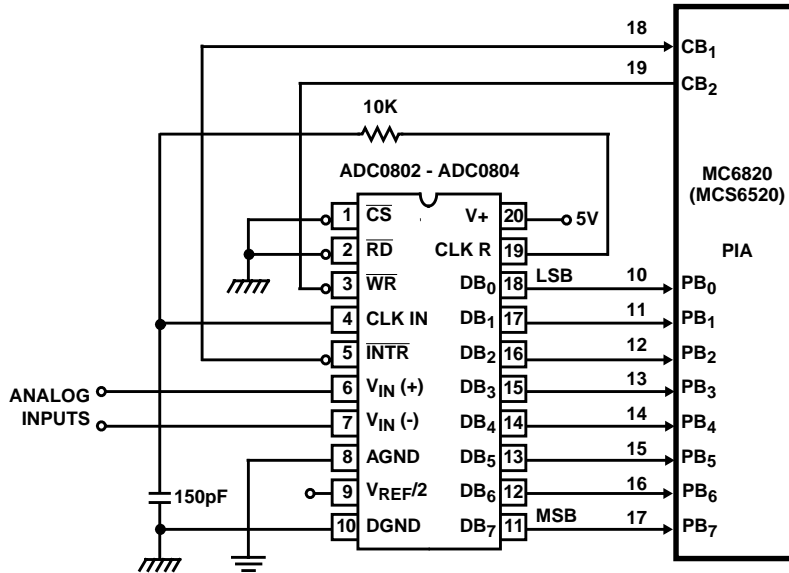 18
CB1
19
CB2
10K
ADC0802 - ADC0804
MC6820
(MCS6520)
PIA
1 CS V+ 20 5V
2 RD CLK R 19
3 WR DB0 18 LSB 10 PB0
4 CLK IN DB1 17 11 PB1
5 INTR DB2 16 12 PB2
6 VIN (+) DB3 15 13 PB3
ANALOG
INPUTS
7 VIN (-) DB4 14 14 PB4
8 AGND DB5 13 15 PB5
9 VREF/2 DB6 12 16 PB6
10 DGND DB7 11 MSB 17 PB7
150pF